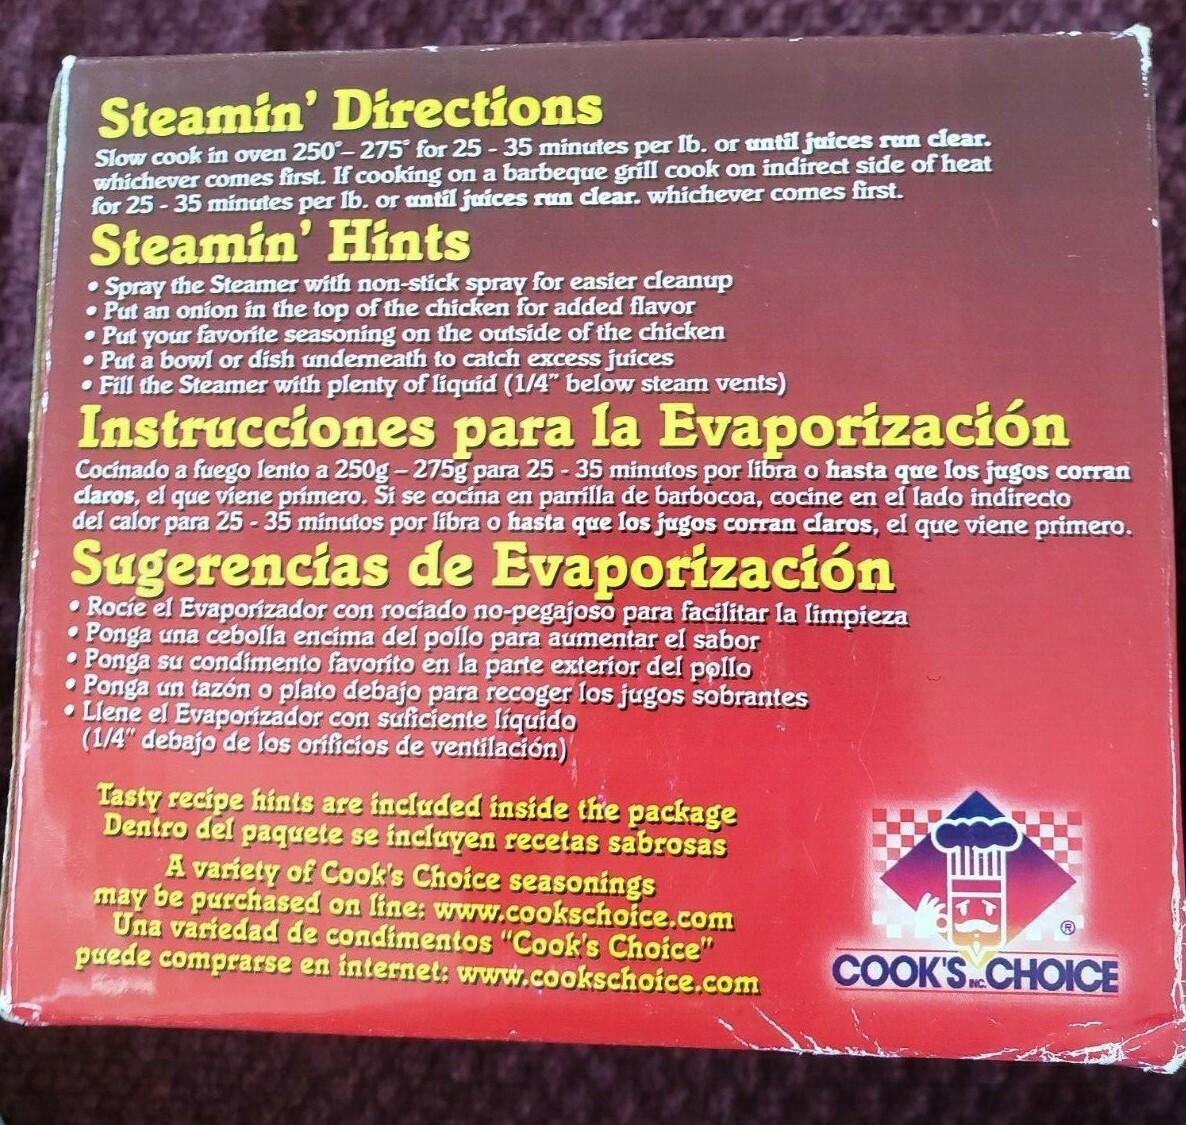 Steamin' Directions
Slow cook in oven 250°– 275° for 25 - 35 minutes per lb. or until juices run clear.
whichever comes first. If cooking on a barbeque grill cook on indirect side of heat
for 25 - 35 minutes per lb. or until juices run clear. whichever comes first.
Steamin' Hints
• Spray the Steamer with non-stick spray for easier cleanup
• Put an onion in the top of the chicken for added flavor
• Put your favorite seasoning on the outside of the chicken
• Put a bowl or dish underneath to catch excess juices
• Fill the Steamer with plenty of liquid (1/4" below steam vents)
Instrucciones para la Evaporización
Cocinado a fuego lento a 250g – 275g para 25 - 35 minutos por libra o hasta que los jugos corran
claros, el que viene primero. Si se cocina en parrilla de barbocoa, cocine en el lado indirecto
del calor para 25 - 35 minutos por libra o hasta que los jugos corran claros, el que viene primero.
Sugerencias de Evaporización
• Rocíe el Evaporizador con rociado no-pegajoso para facilitar la limpieza
• Ponga una cebolla encima del pollo para aumentar el sabor
• Ponga su condimento favorito en la parte exterior del pollo
• Ponga un tazón o plato debajo para recoger los jugos sobrantes
• Llene el Evaporizador con suficiente líquido
(1/4" debajo de los orificios de ventilación)
Tasty recipe hints are included inside the package
Dentro del paquete se incluyen recetas sabrosas
A variety of Cook's Choice seasonings
may be purchased on line: www.cookschoice.com
Una variedad de condimentos "Cook's Choice"
puede comprarse en internet: www.cookschoice.com
®
COOK'S INC. CHOICE